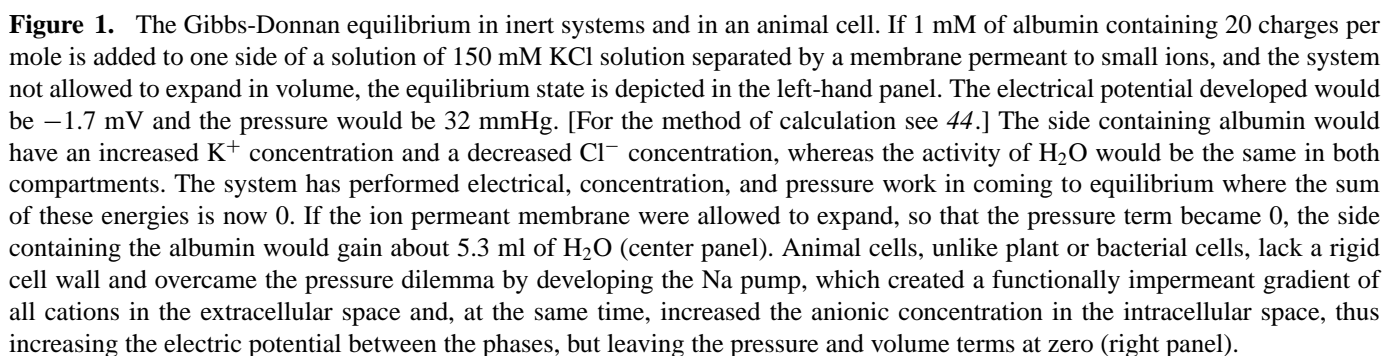 Figure 1. The Gibbs-Donnan equilibrium in inert systems and in an animal cell. If 1 mM of albumin containing 20 charges per
mole is added to one side of a solution of 150 mM KCl solution separated by a membrane permeant to small ions, and the system
not allowed to expand in volume, the equilibrium state is depicted in the left-hand panel. The electrical potential developed would
be −1.7 mV and the pressure would be 32 mmHg. [For the method of calculation see 44.] The side containing albumin would
have an increased K⁺ concentration and a decreased Cl⁻ concentration, whereas the activity of H₂O would be the same in both
compartments. The system has performed electrical, concentration, and pressure work in coming to equilibrium where the sum
of these energies is now 0. If the ion permeant membrane were allowed to expand, so that the pressure term became 0, the side
containing the albumin would gain about 5.3 ml of H₂O (center panel). Animal cells, unlike plant or bacterial cells, lack a rigid
cell wall and overcame the pressure dilemma by developing the Na pump, which created a functionally impermeant gradient of
all cations in the extracellular space and, at the same time, increased the anionic concentration in the intracellular space, thus
increasing the electric potential between the phases, but leaving the pressure and volume terms at zero (right panel).